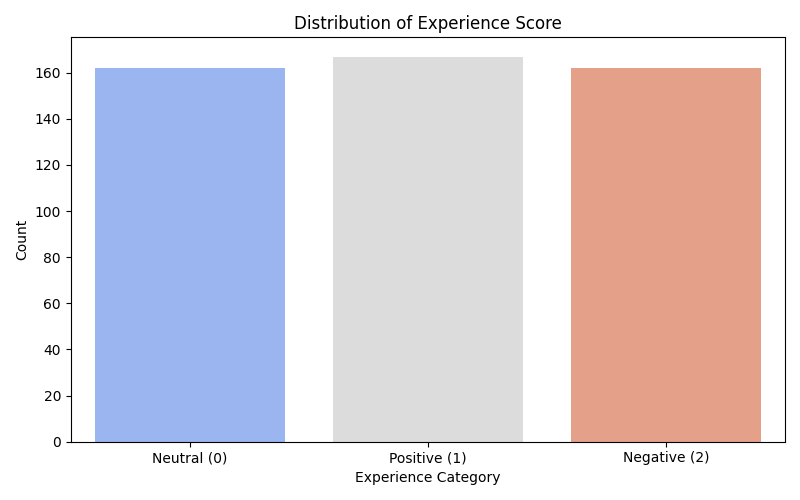 Distribution of Experience Score
160
140
120
100
80
60
40
20
0
Count
Neutral (0)
Positive (1)
Negative (2)
Experience Category